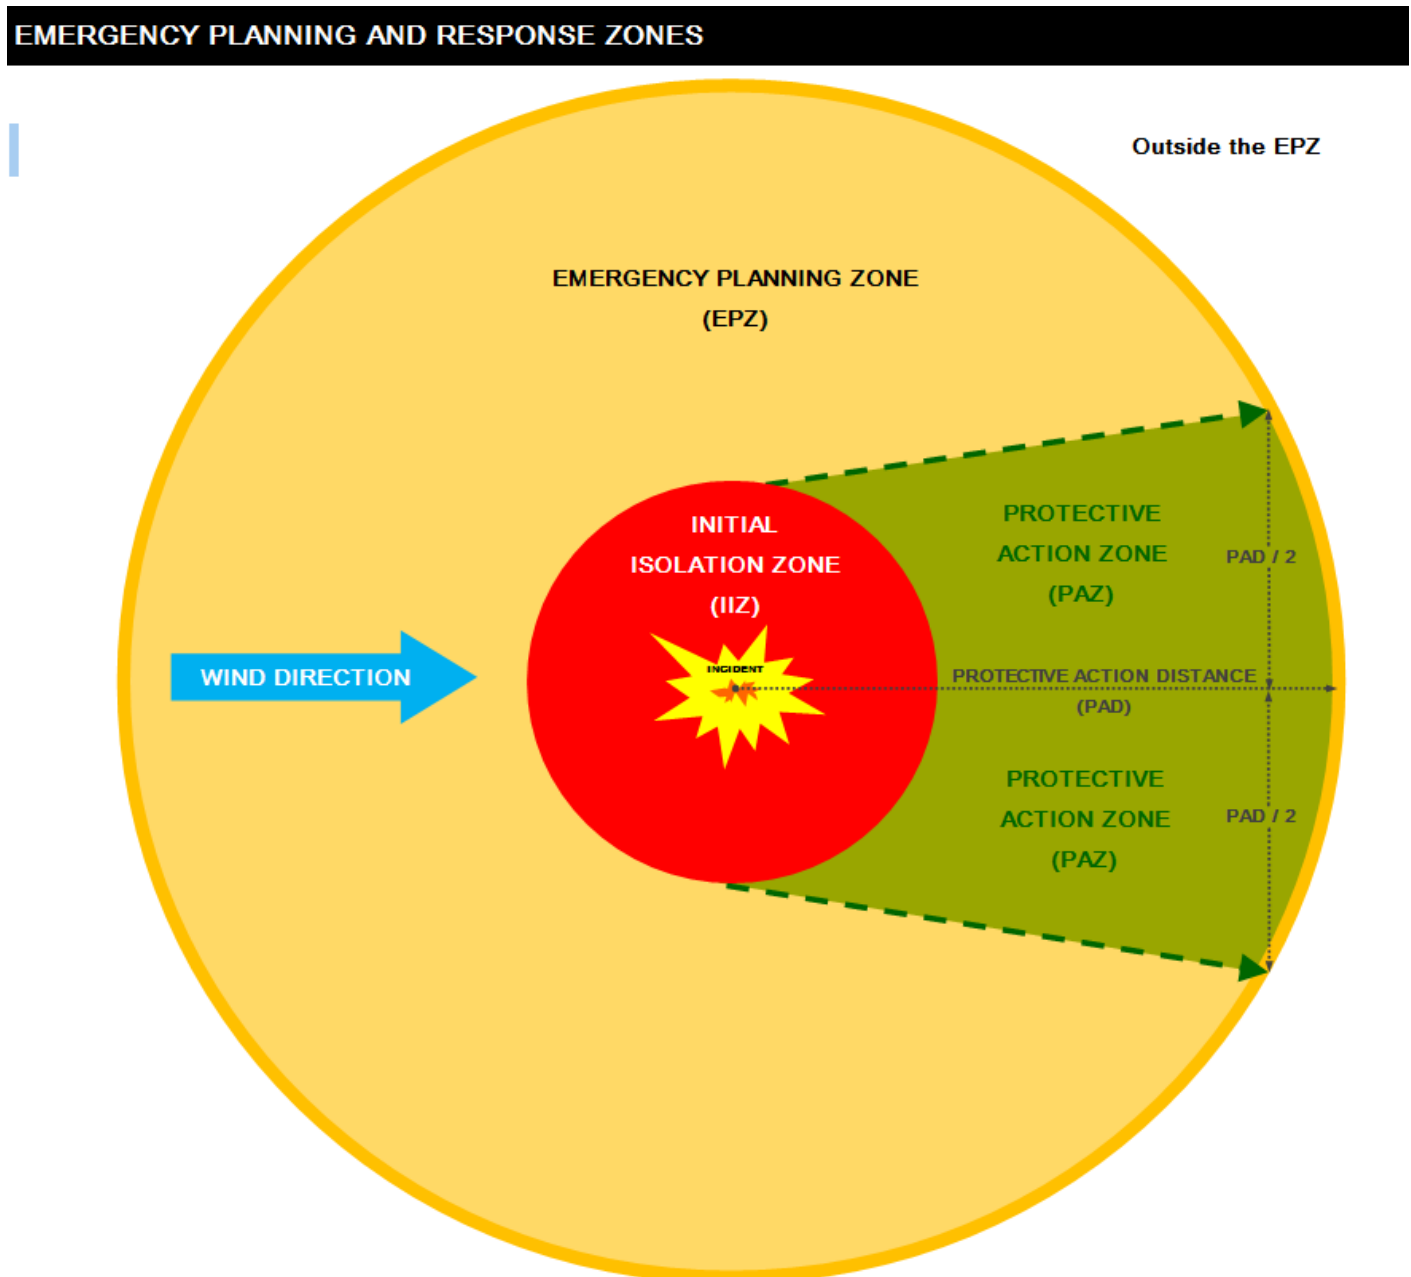 EMERGENCY PLANNING AND RESPONSE ZONES
Outside the EPZ
EMERGENCY PLANNING ZONE
(EPZ)
INITIAL
ISOLATION ZONE
(IIZ)
PROTECTIVE
ACTION ZONE
(PAZ)
PAD / 2
WIND DIRECTION
INCIDENT
PROTECTIVE ACTION DISTANCE
(PAD)
PROTECTIVE
ACTION ZONE
(PAZ)
PAD / 2